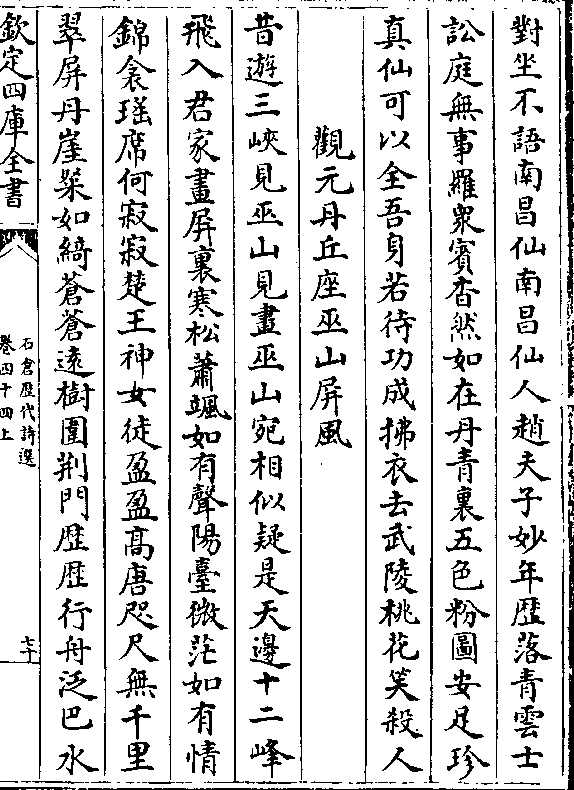 對坐不語南昌仙南昌仙人趙夫子妙年歴落青雲士
訟庭無事羅衆賓杳然如在丹青裏五色粉圖安足珍
真仙可以全吾身若待功成拂衣去武陵桃花笑殺人
觀元丹丘座巫山屏風
昔遊三峽見巫山見畫巫山宛相似疑是天邊十二峰
飛入君家畫屏裏寒松蕭颯如有聲陽臺微茫如有情
錦衾瑶席何寂寂楚王神女徒盈盈高唐咫尺無千里
翠屏丹崖粲如綺蒼蒼遠樹圍荆門歴歴行舟泛巴水
欽定四庫全書
石倉歴代詩選
卷四十四上
七十